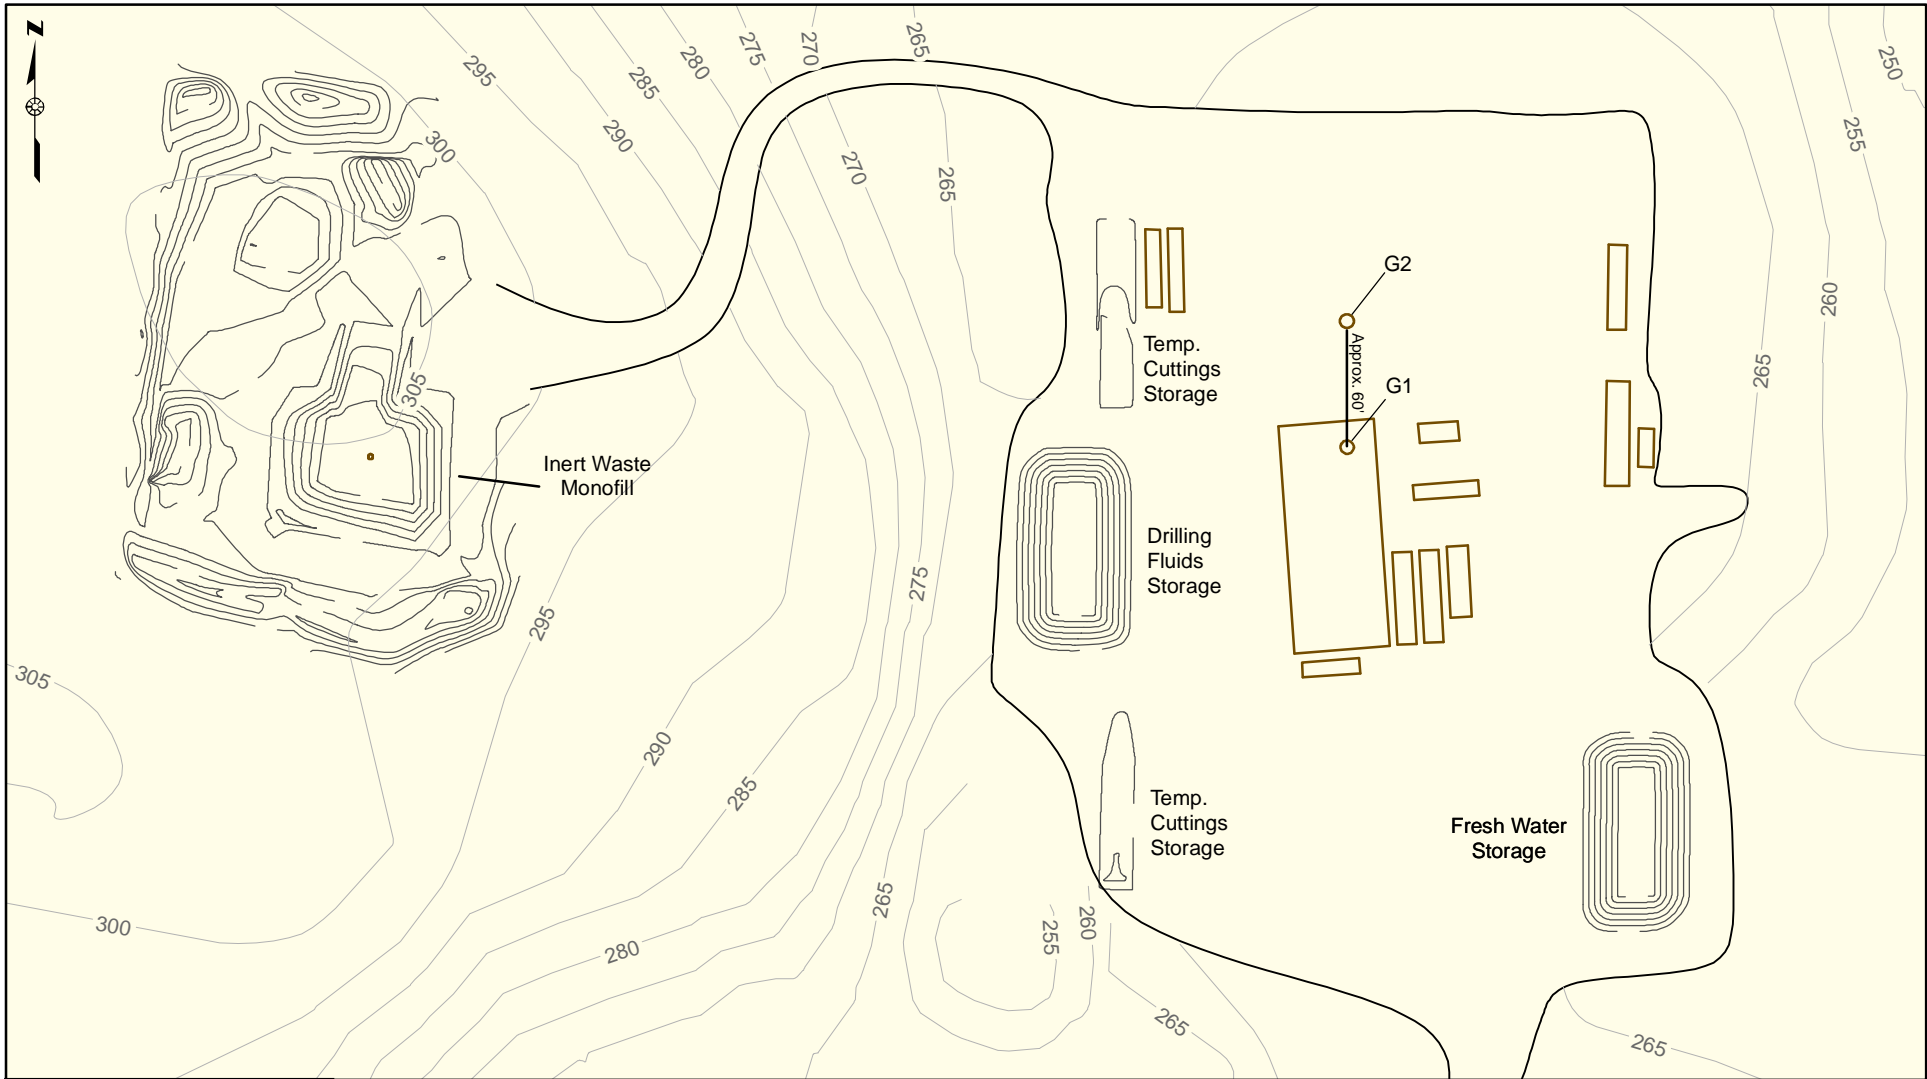 N
295
285
280
275
270
265
250
290
300
255
270
265
260
265
305
G2
Approx. 60'
G1
Temp.
Cuttings
Storage
Inert Waste
Monofill
Drilling
Fluids
Storage
275
295
305
290
285
Temp.
Cuttings
Storage
Fresh Water
Storage
265
300
280
255
260
265
265